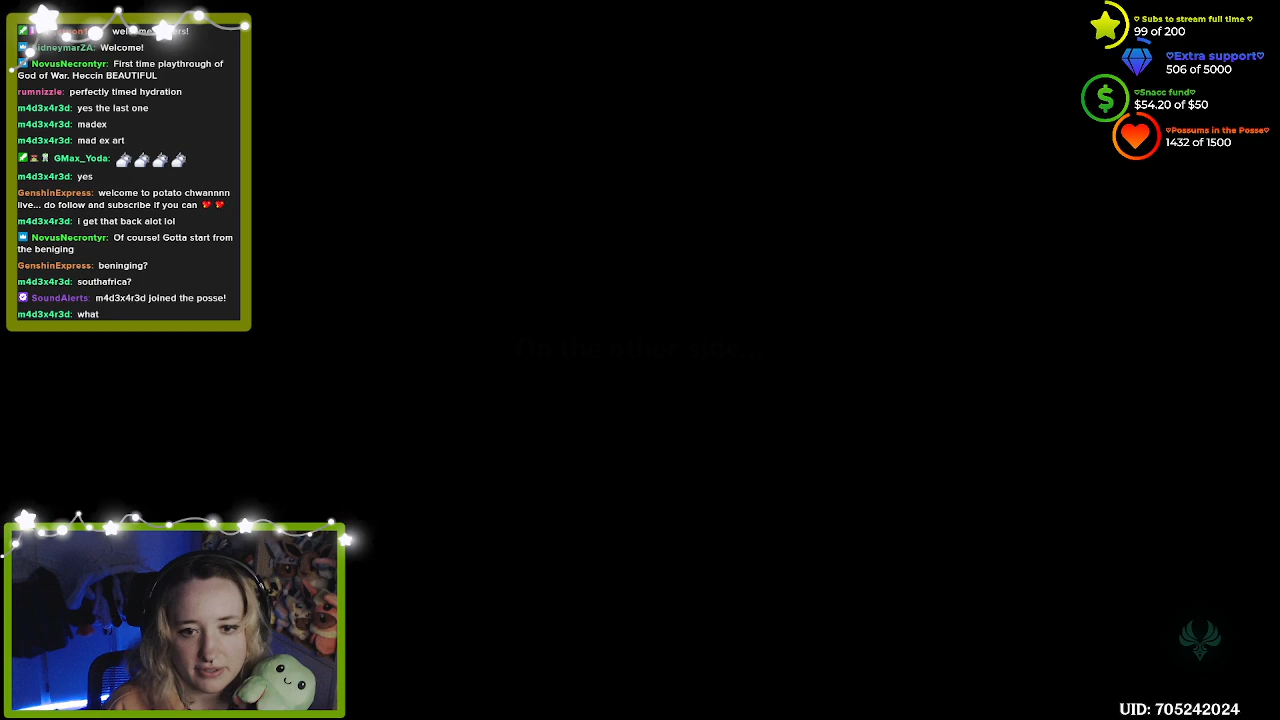 welcome
SidneymarZA: Welcome!
NovusNecrontyr: First time playthrough of
God of War. Heccin BEAUTIFUL
rumnizzle: perfectly timed hydration
m4d3x4r3d: yes the last one
m4d3x4r3d: madex
m4d3x4r3d: mad ex art
GMax_Yoda:
m4d3x4r3d: yes
GenshinExpress: welcome to potato chwannnn
live... do follow and subscribe if you can
m4d3x4r3d: i get that back alot lol
NovusNecrontyr: Of course! Gotta start from
the beniging
GenshinExpress: beninging?
m4d3x4r3d: southafrica?
SoundAlerts: m4d3x4r3d joined the posse!
m4d3x4r3d: what
♡ Subs to stream full time ♡
99 of 200
♡Extra support♡
506 of 5000
♡Snacc fund♡
$54.20 of $50
♡Possums in the Posse♡
1432 of 1500
On the other side...
UID: 705242024